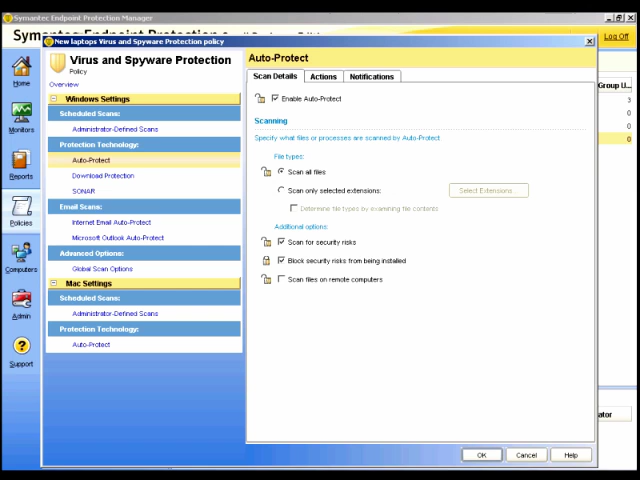 Symantec Endpoint Protection Manager
Log Off
New laptops Virus and Spyware Protection policy
Home
Monitors
Reports
Policies
Computers
Admin
Support
Virus and Spyware Protection
Policy
Overview
Windows Settings
Scheduled Scans:
Administrator-Defined Scans
Protection Technology:
Auto-Protect
Download Protection
SONAR
Email Scans:
Internet Email Auto-Protect
Microsoft Outlook Auto-Protect
Advanced Options:
Global Scan Options
Mac Settings
Scheduled Scans:
Administrator-Defined Scans
Protection Technology:
Auto-Protect
Auto-Protect
Scan Details
Actions
Notifications
Enable Auto-Protect
Scanning
Specify what files or processes are scanned by Auto-Protect.
File types:
Scan all files
Scan only selected extensions:
Select Extensions...
Determine file types by examining file contents
Additional options:
Scan for security risks
Block security risks from being installed
Scan files on remote computers
OK
Cancel
Help
Group U...
3
0
0
0
ator